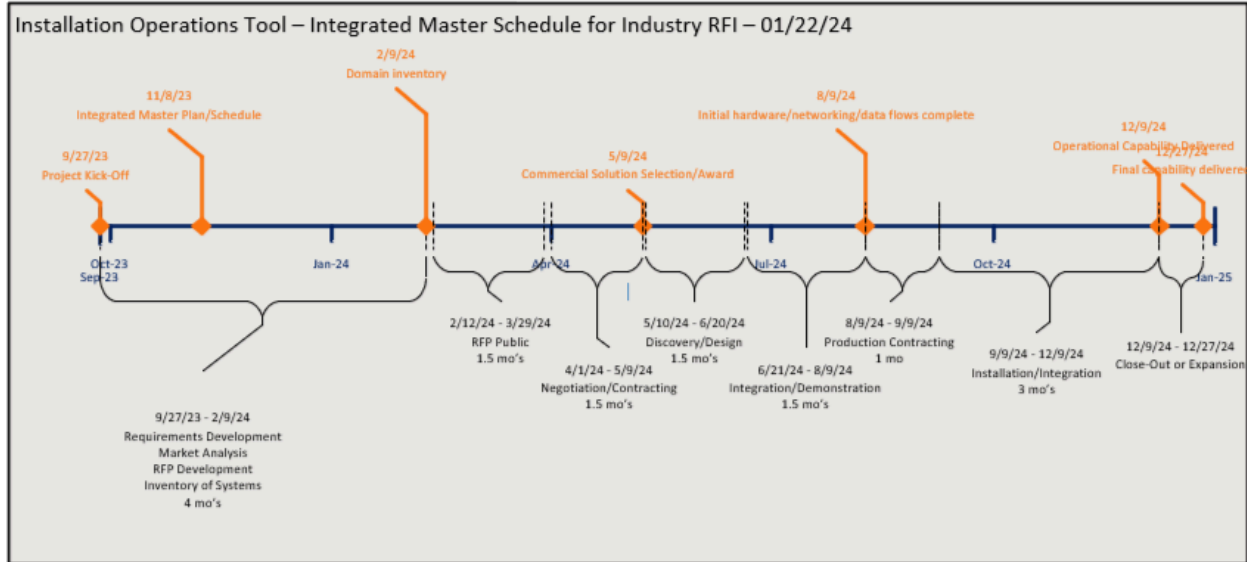 Installation Operations Tool – Integrated Master Schedule for Industry RFI – 01/22/24
2/9/24
Domain inventory
11/8/23
Integrated Master Plan/Schedule
8/9/24
Initial hardware/networking/data flows complete
12/9/24
Operational Capability Delivered
9/27/23
Project Kick-Off
5/9/24
Commercial Solution Selection/Award
12/27/24
Final capability delivered
Oct-23
Sep-23
Jan-24
Apr-24
Jul-24
Oct-24
Jan-25
2/12/24 - 3/29/24
RFP Public
1.5 mo's
5/10/24 - 6/20/24
Discovery/Design
1.5 mo's
8/9/24 - 9/9/24
Production Contracting
1 mo
4/1/24 - 5/9/24
Negotiation/Contracting
1.5 mo's
6/21/24 - 8/9/24
Integration/Demonstration
1.5 mo's
9/9/24 - 12/9/24
Installation/Integration
3 mo's
12/9/24 - 12/27/24
Close-Out or Expansion
9/27/23 - 2/9/24
Requirements Development
Market Analysis
RFP Development
Inventory of Systems
4 mo's